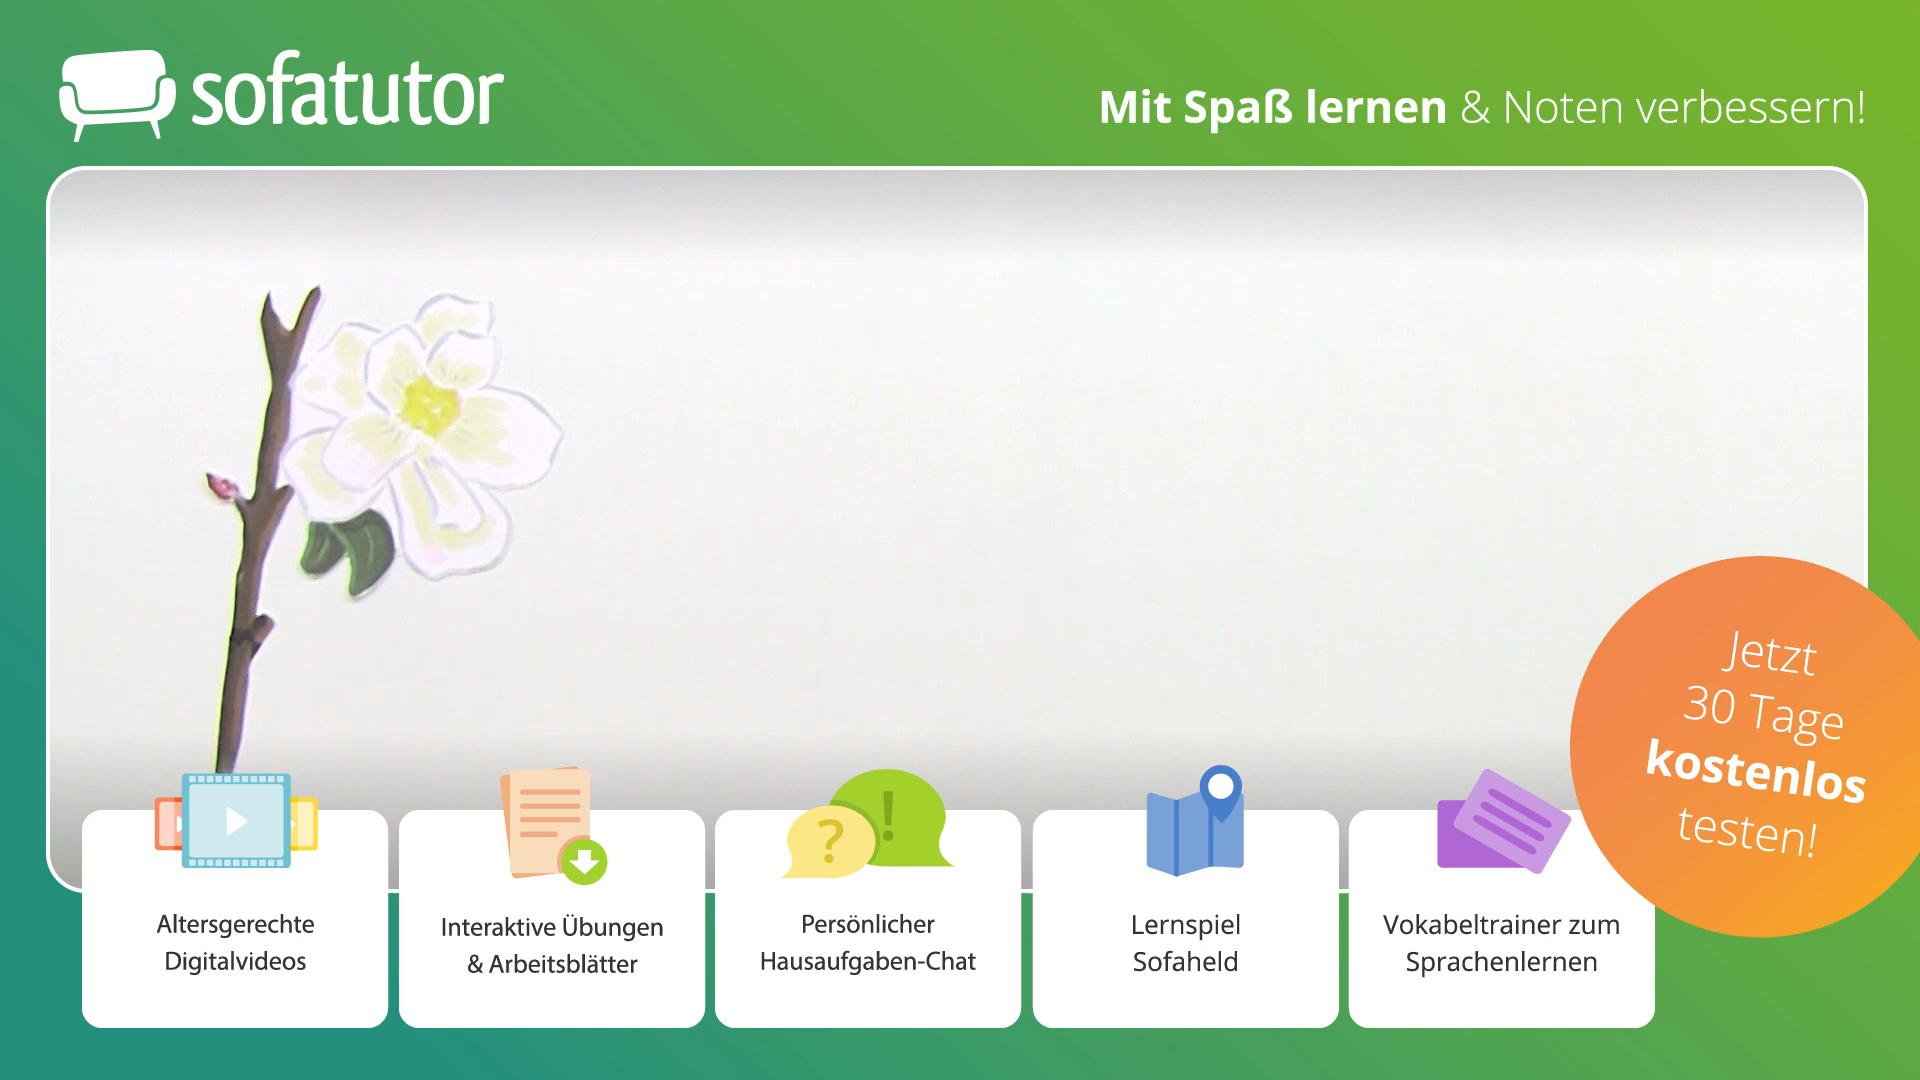 sofatutor
Mit Spaß lernen & Noten verbessern!
Jetzt
30 Tage
kostenlos
testen!
Altersgerechte
Digitalvideos
Interaktive Übungen
& Arbeitsblätter
Persönlicher
Hausaufgaben-Chat
Lernspiel
Sofaheld
Vokabeltrainer zum
Sprachenlernen